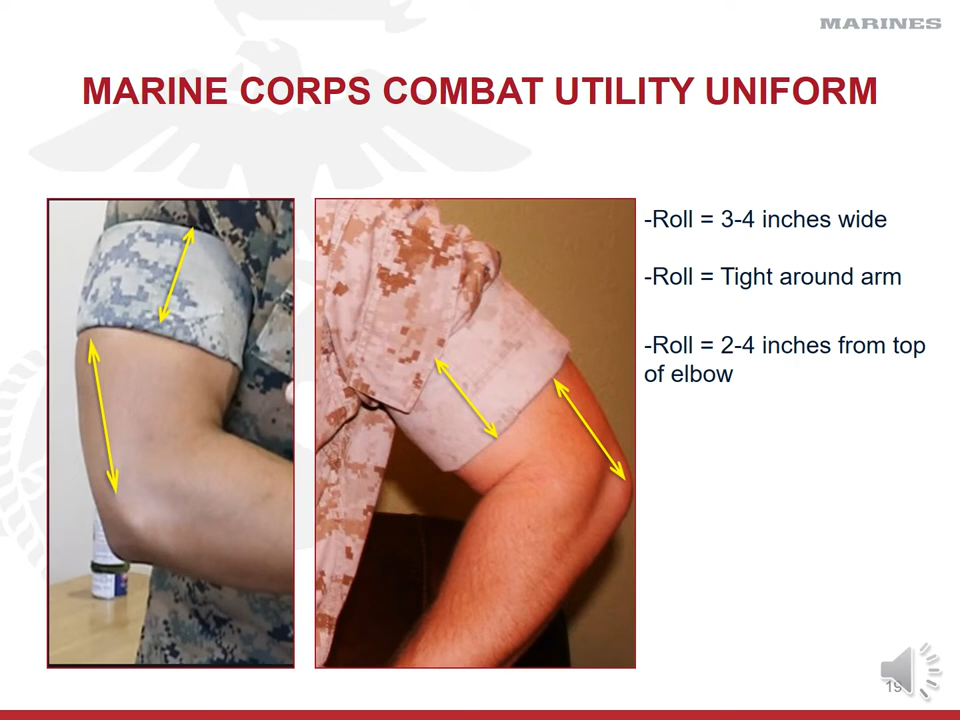 MARINES
MARINE CORPS COMBAT UTILITY UNIFORM
-Roll = 3-4 inches wide
-Roll = Tight around arm
-Roll = 2-4 inches from top
of elbow
19